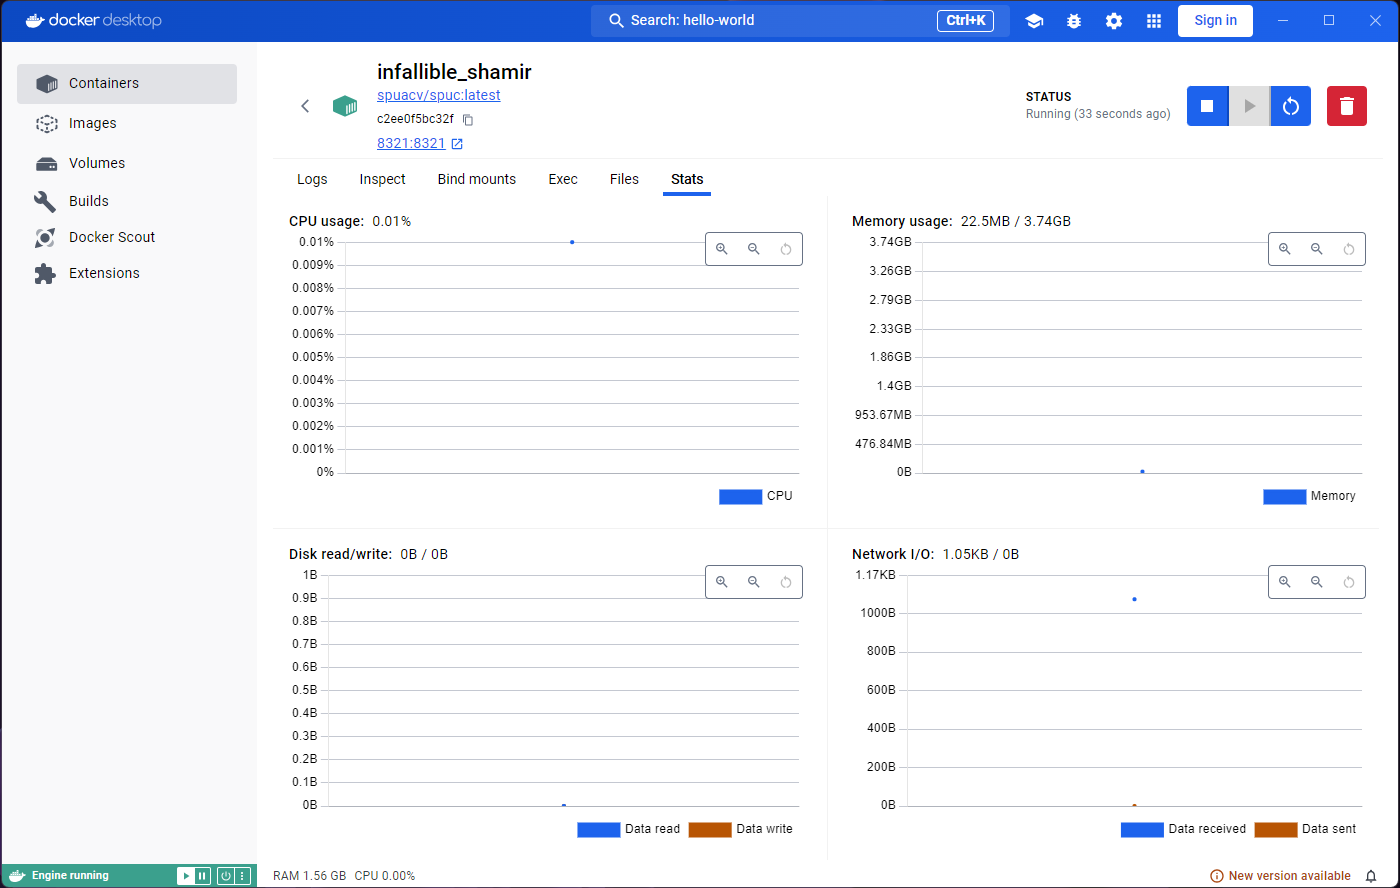 docker desktop
Search: hello-world
Ctrl+K
Sign in
Containers
Images
Volumes
Builds
Docker Scout
Extensions
infallible_shamir
spuacv/spuc:latest
c2ee0f5bc32f
8321:8321
STATUS
Running (33 seconds ago)
Logs
Inspect
Bind mounts
Exec
Files
Stats
CPU usage: 0.01%
0.01%
0.009%
0.008%
0.007%
0.006%
0.005%
0.004%
0.003%
0.002%
0.001%
0%
CPU
Memory usage: 22.5MB / 3.74GB
3.74GB
3.26GB
2.79GB
2.33GB
1.86GB
1.4GB
953.67MB
476.84MB
0B
Memory
Disk read/write: 0B / 0B
1B
0.9B
0.8B
0.7B
0.6B
0.5B
0.4B
0.3B
0.2B
0.1B
0B
Data read
Data write
Network I/O: 1.05KB / 0B
1.17KB
1000B
800B
600B
400B
200B
0B
Data received
Data sent
Engine running
RAM 1.56 GB CPU 0.00%
New version available